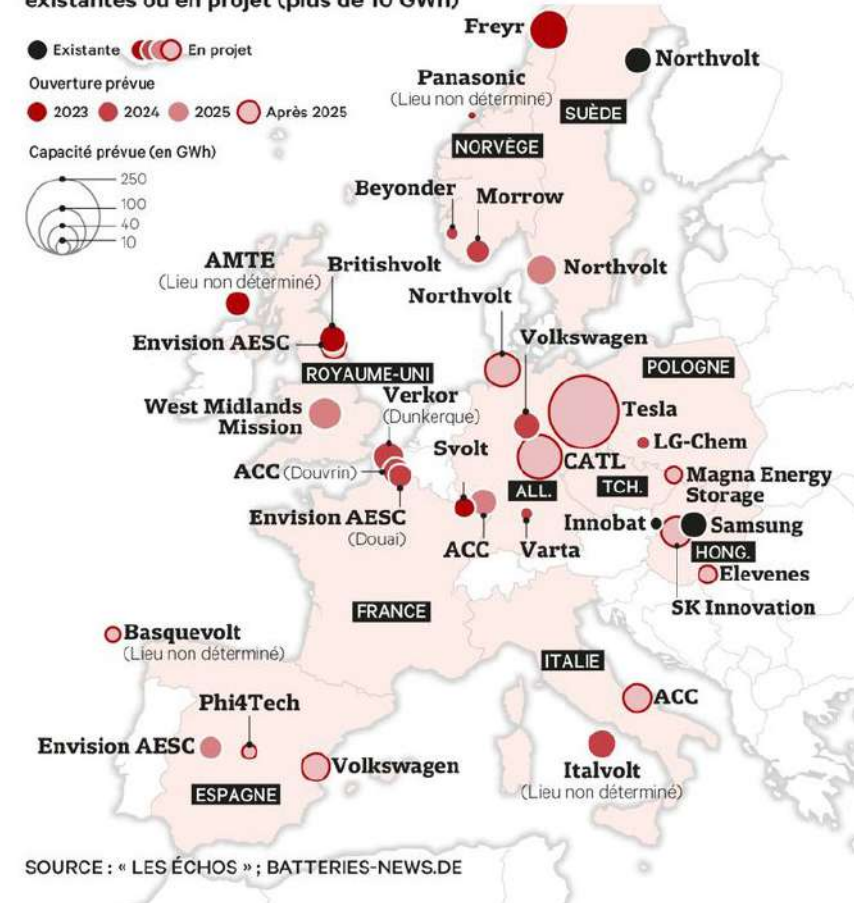 existantes ou en projet (plus de 10 GWh)
Existante En projet
Ouverture prévue
2023 2024 2025 Après 2025
Capacité prévue (en GWh)
250
100
40
10
Freyr
Northvolt
Panasonic
(Lieu non déterminé)
SUÈDE
NORVÈGE
Beyonder
Morrow
AMTE
(Lieu non déterminé)
Britishvolt
Northvolt
Northvolt
Envision AESC
Volkswagen
ROYAUME-UNI
POLOGNE
West Midlands
Mission
Verkor
(Dunkerque)
Tesla
Svolt
LG-Chem
ACC (Douvrin)
CATL
ALL.
TCH.
Magna Energy
Storage
Envision AESC
(Douai)
ACC
Varta
Innobat
Samsung
HONG.
Elevenes
SK Innovation
FRANCE
Basquevolt
(Lieu non déterminé)
ITALIE
Phi4Tech
ACC
Envision AESC
Volkswagen
Italvolt
(Lieu non déterminé)
ESPAGNE
SOURCE : « LES ÉCHOS » ; BATTERIES-NEWS.DE